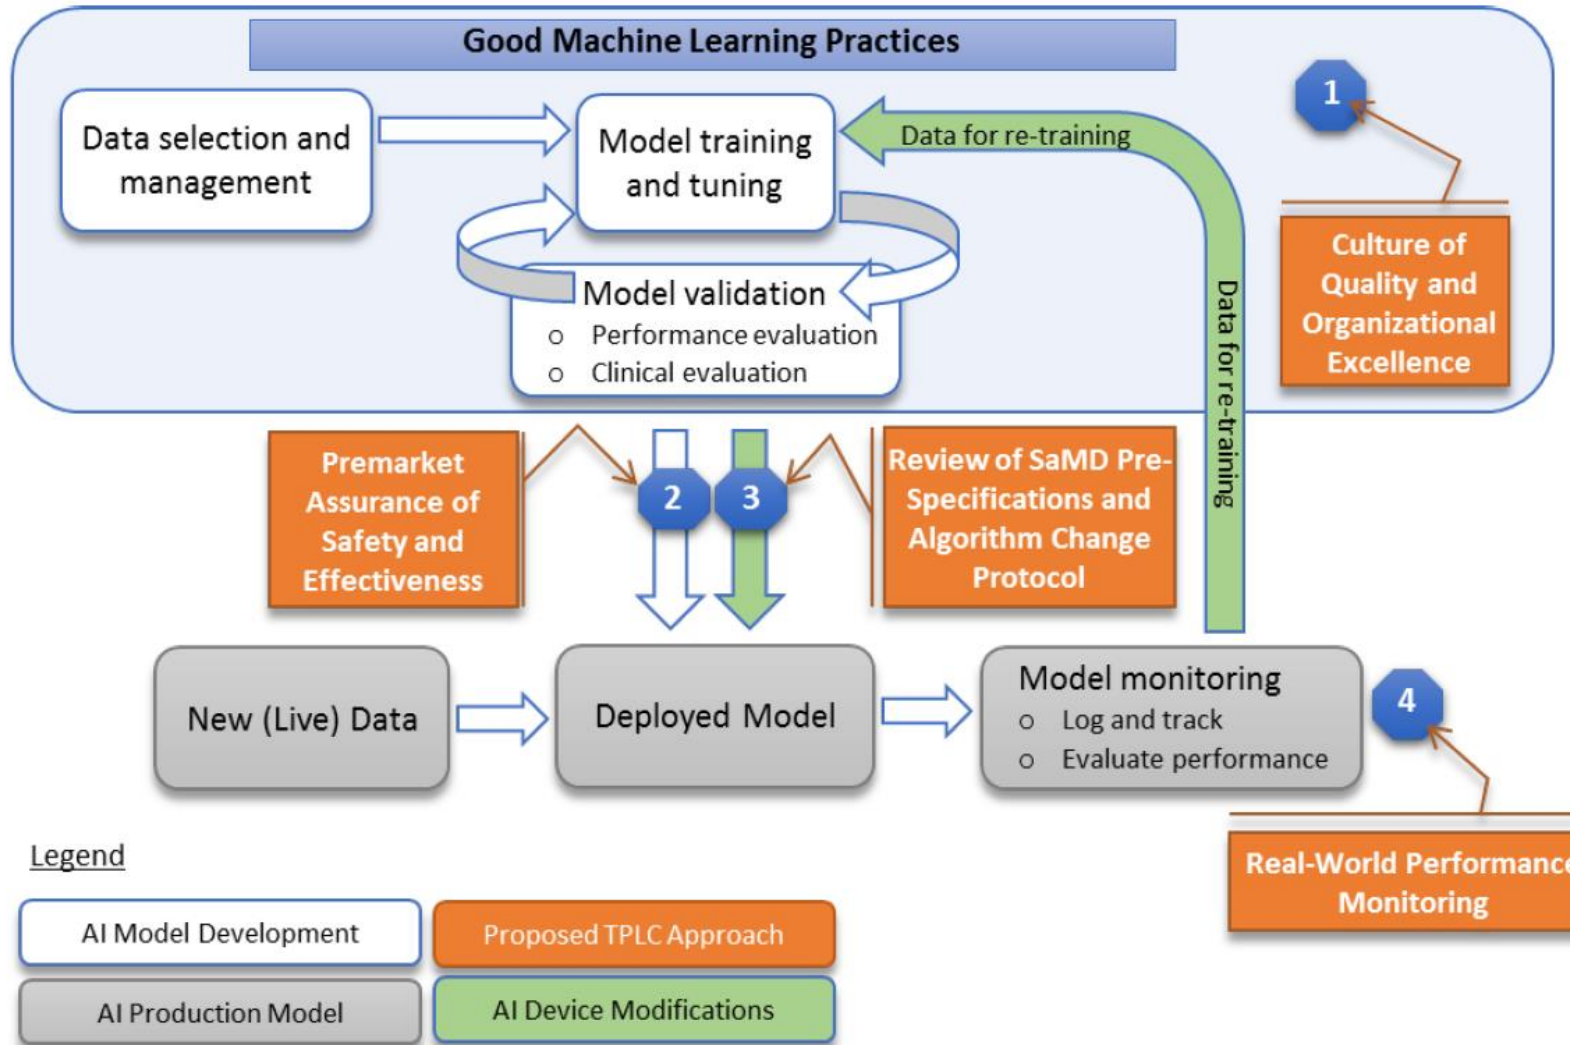 Good Machine Learning Practices
Data selection and
management
Model training
and tuning
Data for re-training
1
Model validation
o Performance evaluation
o Clinical evaluation
Culture of
Quality and
Organizational
Excellence
Data for re-training
Premarket
Assurance of
Safety and
Effectiveness
2
3
Review of SaMD Pre-
Specifications and
Algorithm Change
Protocol
New (Live) Data
Deployed Model
Model monitoring
o Log and track
o Evaluate performance
4
Real-World Performance
Monitoring
Legend
AI Model Development
Proposed TPLC Approach
AI Production Model
AI Device Modifications